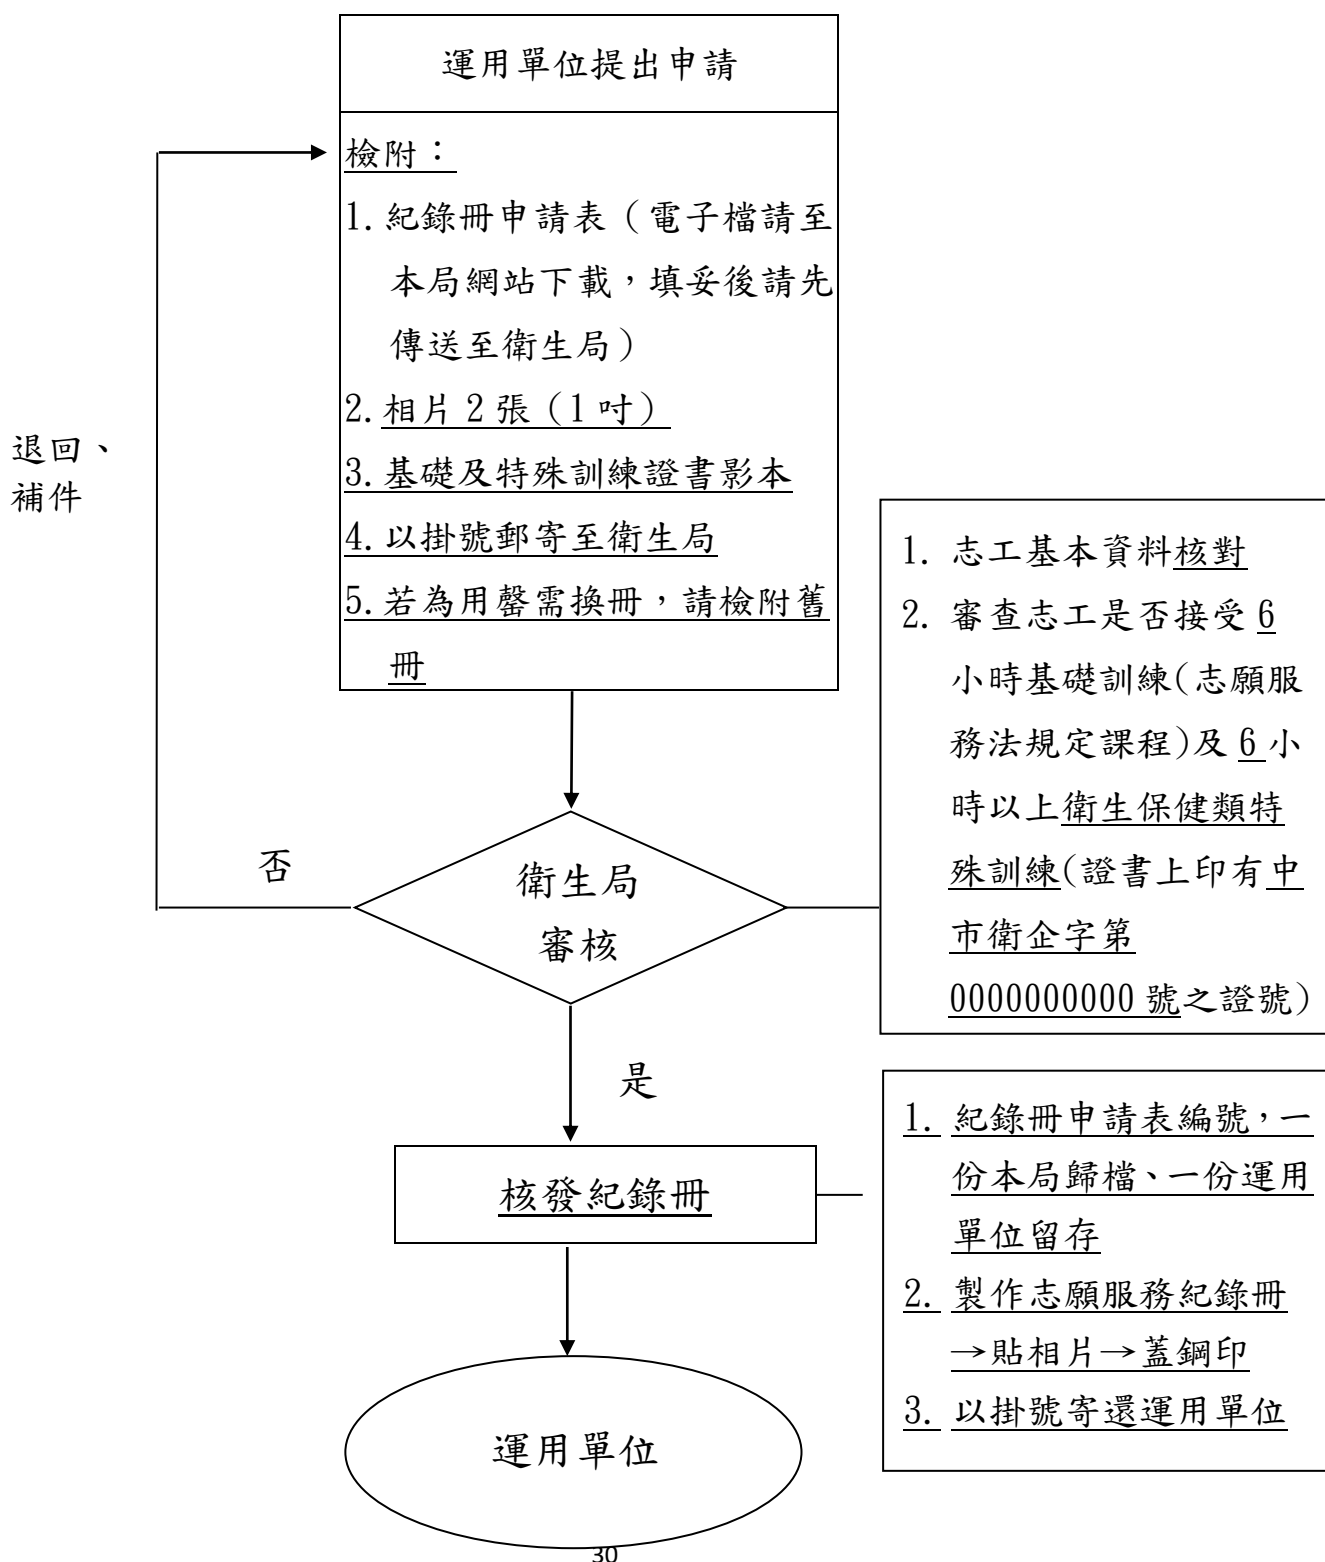 運用單位提出申請
檢附：
1. 紀錄冊申請表（電子檔請至
本局網站下載，填妥後請先
傳送至衛生局）
2. 相片 2 張（1 吋）
3. 基礎及特殊訓練證書影本
4. 以掛號郵寄至衛生局
5. 若為用罄需換冊，請檢附舊
冊
退回、
補件
否
衛生局
審核
1. 志工基本資料核對
2. 審查志工是否接受 6
小時基礎訓練(志願服
務法規定課程)及 6 小
時以上衛生保健類特
殊訓練(證書上印有中
市衛企字第
0000000000 號之證號)
是
核發紀錄冊
1. 紀錄冊申請表編號，一
份本局歸檔、一份運用
單位留存
2. 製作志願服務紀錄冊
→貼相片→蓋鋼印
3. 以掛號寄還運用單位
運用單位
30